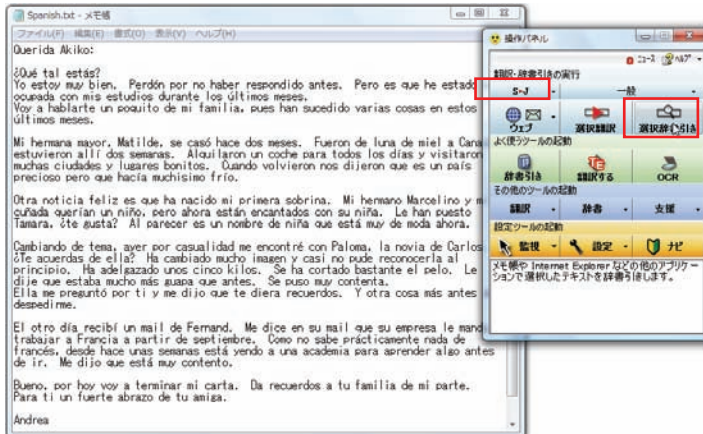 Spanish.txt - メモ帳
ファイル(F) 編集(E) 書式(O) 表示(V) ヘルプ(H)
Querida Akiko:
¿Qué tal estás?
Yo estoy muy bien. Perdón por no haber respondido antes. Pero es que he estado
ocupada con mis estudios durante los últimos meses.
Voy a hablarte un poquito de mi familia, pues han sucedido varias cosas en estos
últimos meses.
Mi hermana mayor, Matilde, se casó hace dos meses. Fueron de luna de miel a
estuvieron allí dos semanas. Alquilaron un coche para todos los días y visitaron
muchas ciudades y lugares bonitos. Cuando volvieron nos dijeron que es un país
precioso pero que hacía muchísimo frío.
Otra noticia feliz es que ha nacido mi primera sobrina. Mi hermano Marcelino y
cuñada querían un niño, pero ahora están encantados con su niña. Le han puesto
Tamara, ¿te gusta? Al parecer es un nombre de niña que está muy de moda ahora.
Cambiando de tema, ayer por casualidad me encontré con Paloma, la novia de Carlos
¿Te acuerdas de ella? Ha cambiado mucho imagen y casi no pude reconocerla al
principio. Ha adelgazado unos cinco kilos. Se ha cortado bastante el pelo. Le
dije que estaba mucho más guapa que antes. Se puso muy contenta.
Ella me preguntó por ti y me dijo que te diera recuerdos. Y otra cosa más antes
despedirme.
El otro día recibí un mail de Fernand. Me dice en su mail que su empresa le
trabajar a Francia a partir de septiembre. Como no sabe prácticamente nada de
francés, desde hace unas semanas está yendo a una academia para aprender algo antes
de ir. Me dijo que está muy contento.
Bueno, por hoy voy a terminar mi carta. Da recuerdos a tu familia de mi parte.
Para ti un fuerte abrazo de tu amiga.
Andrea
操作パネル
ニュース ヘルプ
翻訳・辞書引きの実行
S→J 一般
ウェブ 選択翻訳 選択辞書引き
よく使うツールの起動
辞書引き 翻訳する OCR
その他のツールの起動
翻訳 辞書 支援
設定ツールの起動
監視 設定 ナビ
メモ帳や Internet Explorer などの他のアプリケー
ションで選択したテキストを辞書引きします。